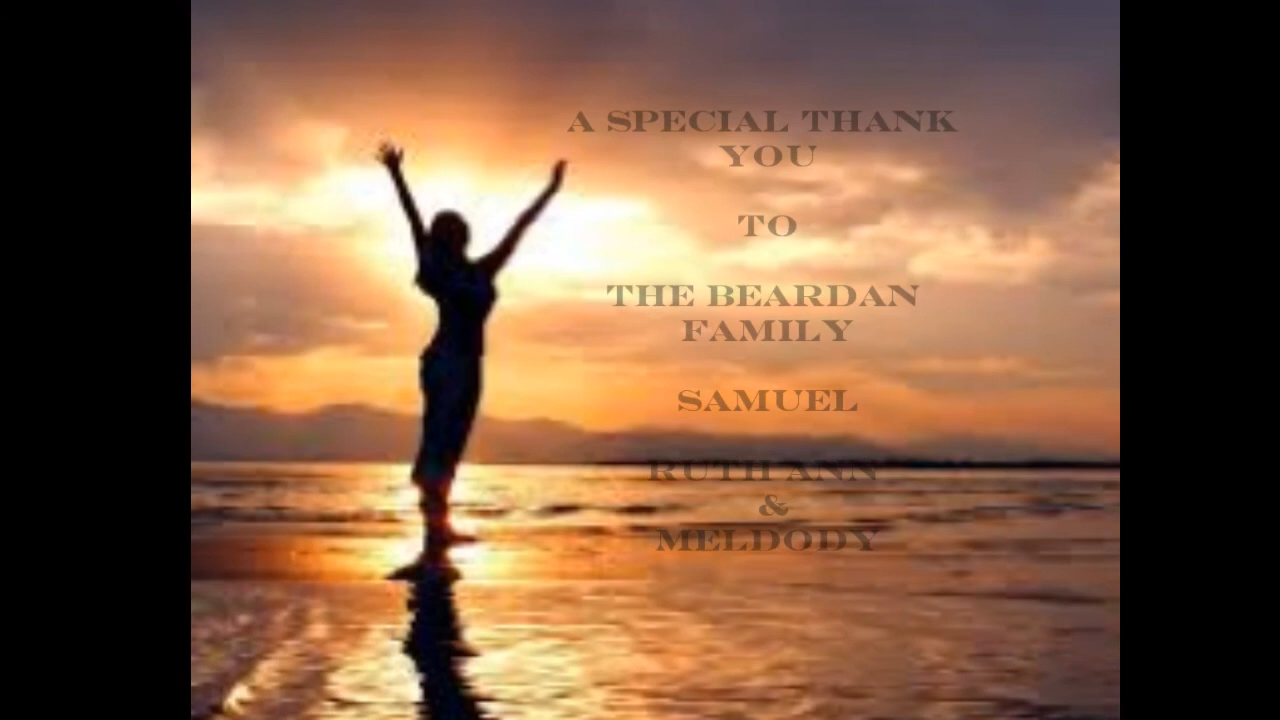 A SPECIAL THANK
YOU
TO
THE BEARDAN
FAMILY
SAMUEL
RUTH ANN
&
MELDODY